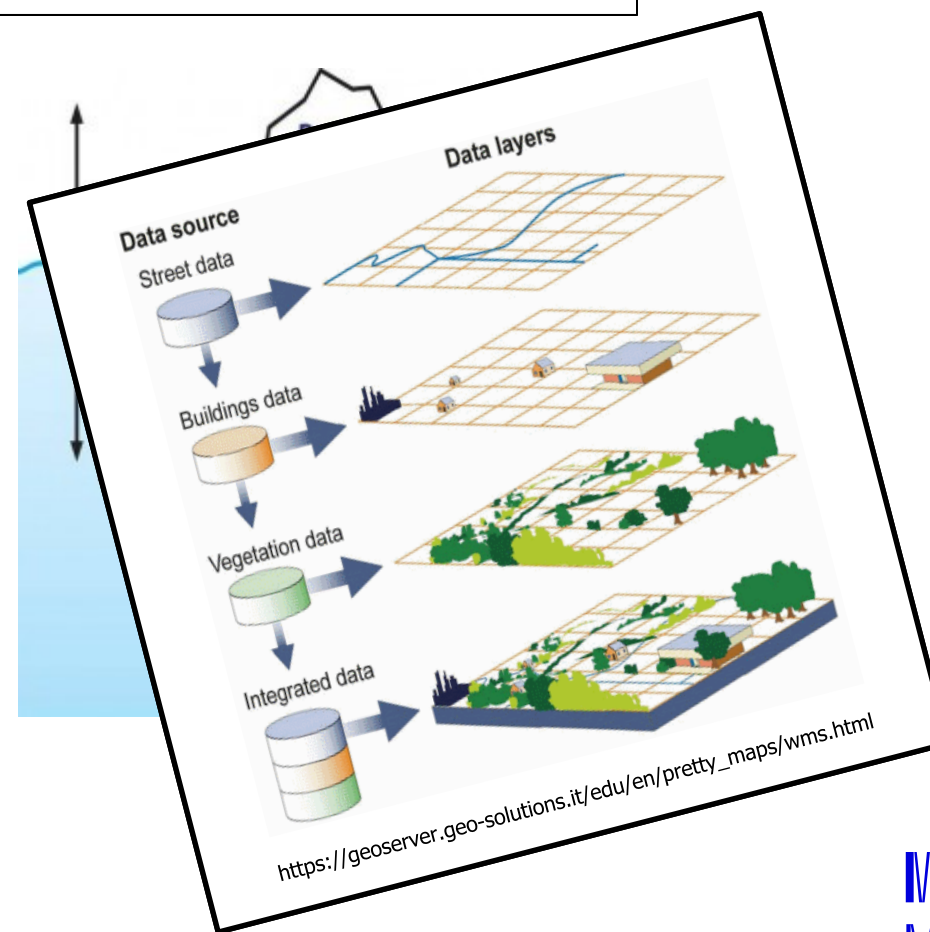 Data layers
Data source
Street data
Buildings data
Vegetation data
Integrated data
https://geoserver.geo-solutions.it/edu/en/pretty_maps/wms.html